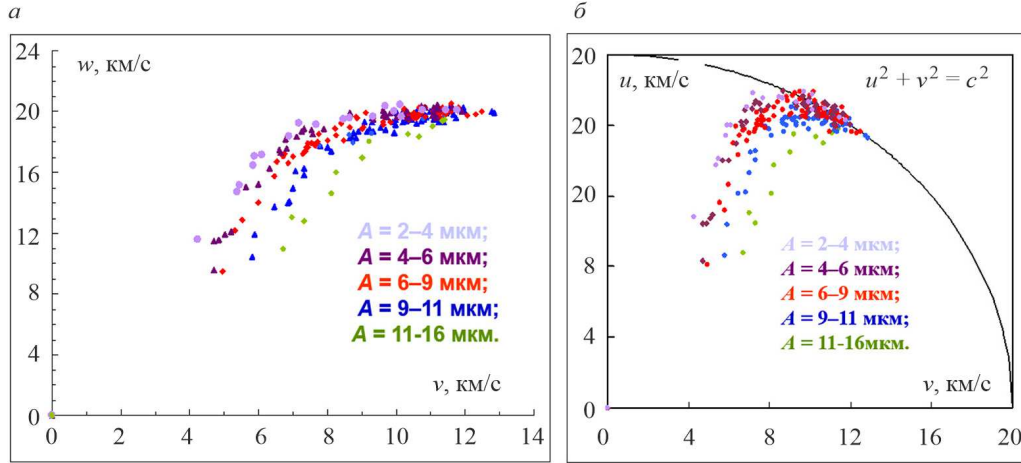 а
24
20
16
12
8
4
0
w, км/с
A = 2–4 мкм;
A = 4–6 мкм;
A = 6–9 мкм;
A = 9–11 мкм;
A = 11-16 мкм.
v, км/с
0 2 4 6 8 10 12 14
б
20
20
20
8
4
0
u, км/с
u² + v² = c²
A = 2–4 мкм;
A = 4–6 мкм;
A = 6–9 мкм;
A = 9–11 мкм;
A = 11-16мкм.
v, км/с
0 4 8 12 16 20